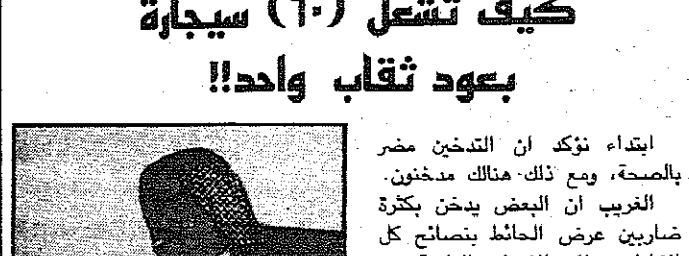 كيف تشعل (٦٠) سيجارة
بعود ثقاب واحد!!
ابتداء نؤكد ان التدخين مضر
بالصحة، ومع ذلك هنالك مدخنون.
الغريب ان البعض يدخن بكثرة
ضاربين عرض الحائط بنصائح كل